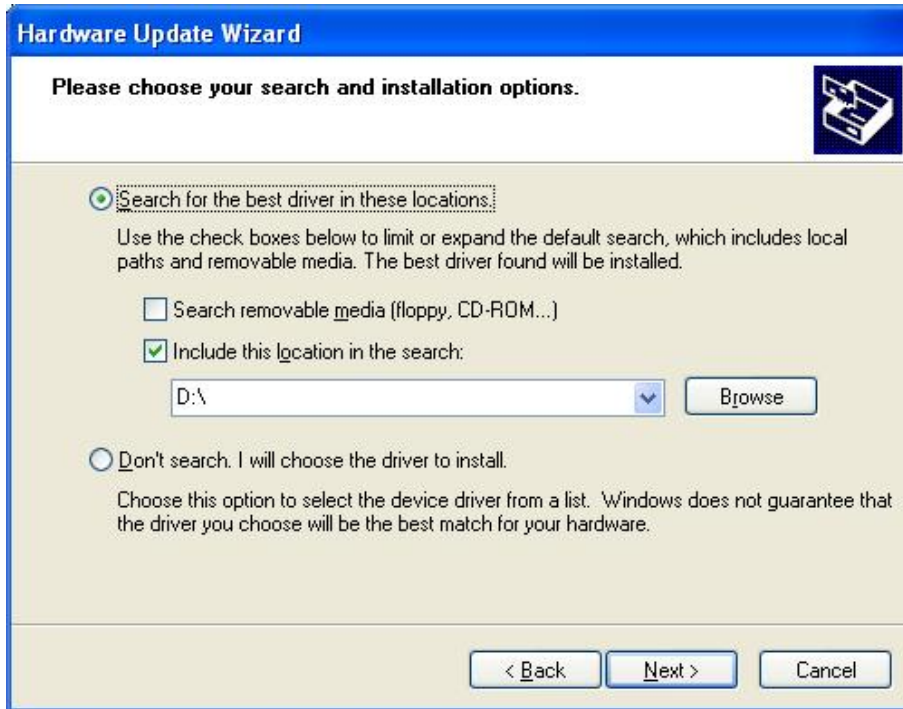 Hardware Update Wizard
Please choose your search and installation options.
Search for the best driver in these locations.
Use the check boxes below to limit or expand the default search, which includes local
paths and removable media. The best driver found will be installed.
Search removable media (floppy, CD-ROM...)
Include this location in the search:
D:\
Browse
Don't search. I will choose the driver to install.
Choose this option to select the device driver from a list.  Windows does not guarantee that
the driver you choose will be the best match for your hardware.
< Back
Next >
Cancel